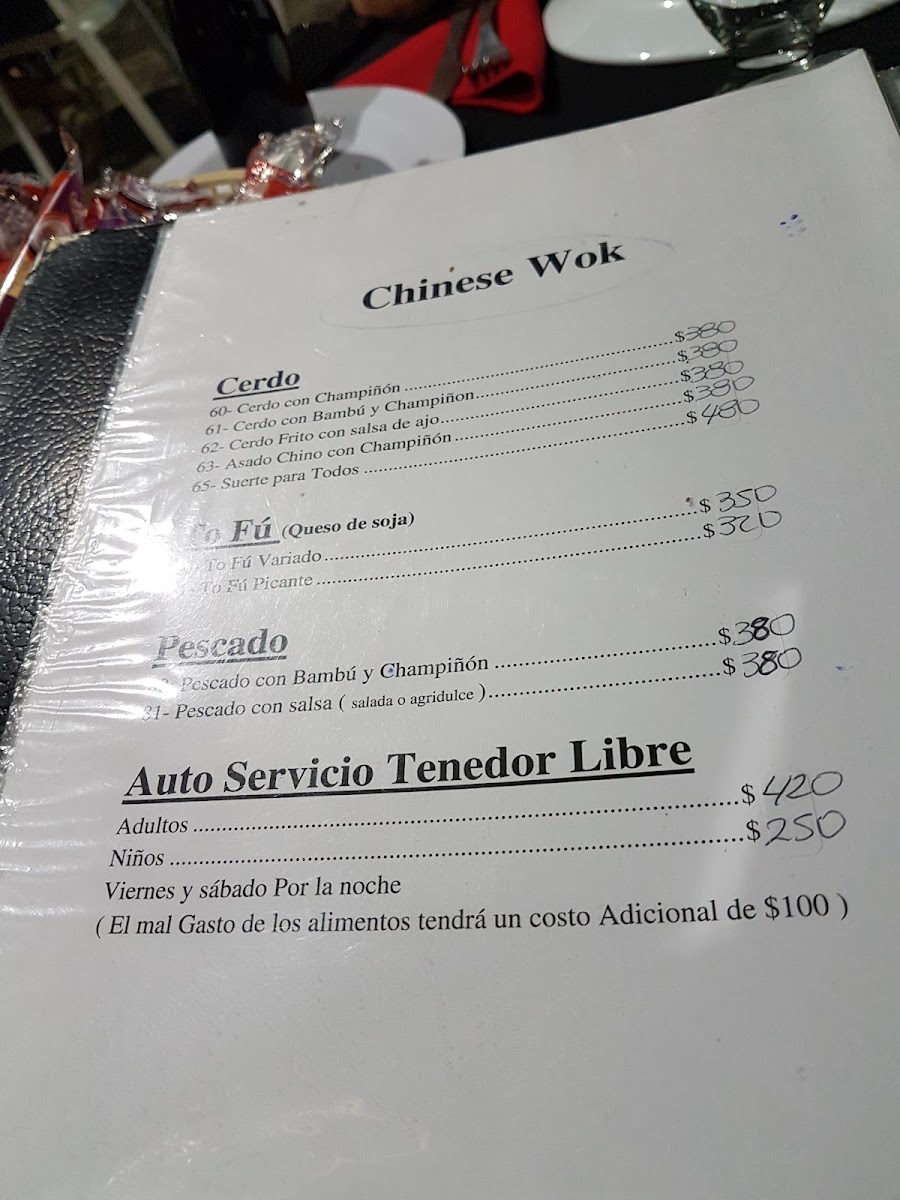 Chinese Wok
Cerdo
60- Cerdo con Champiñón ........ $380
61- Cerdo con Bambú y Champiñon........ $380
62- Cerdo Frito con salsa de ajo........ $380
63- Asado Chino con Champiñón ........ $380
65- Suerte para Todos ........ $480
To Fú (Queso de soja)
To Fú Variado........ $350
To Fú Picante ........ $320
Pescado
Pescado con Bambú y Champiñón ........ $380
81- Pescado con salsa ( salada o agridulce )........ $380
Auto Servicio Tenedor Libre
Adultos ........ $420
Niños ........ $250
Viernes y sábado Por la noche
( El mal Gasto de los alimentos tendrá un costo Adicional de $100 )